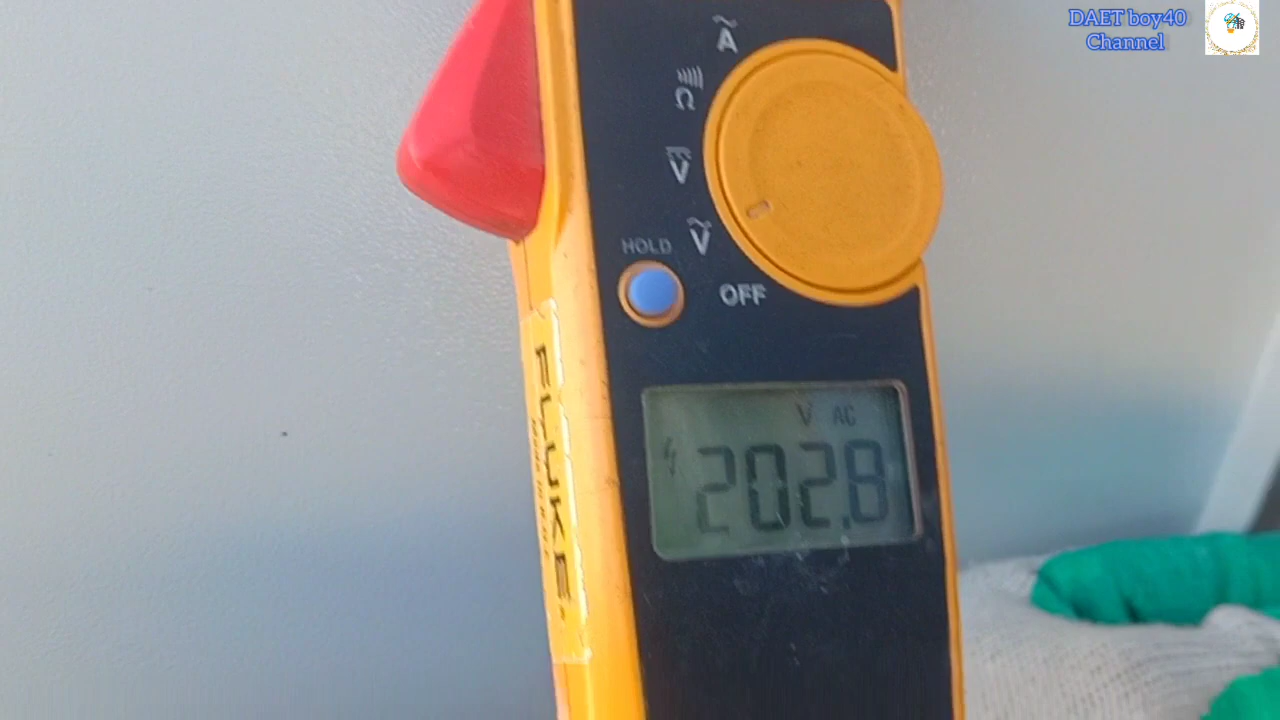 DAET boy40
Channel
A
Ω
V
HOLD
V
OFF
FLUKE
V AC
202.8